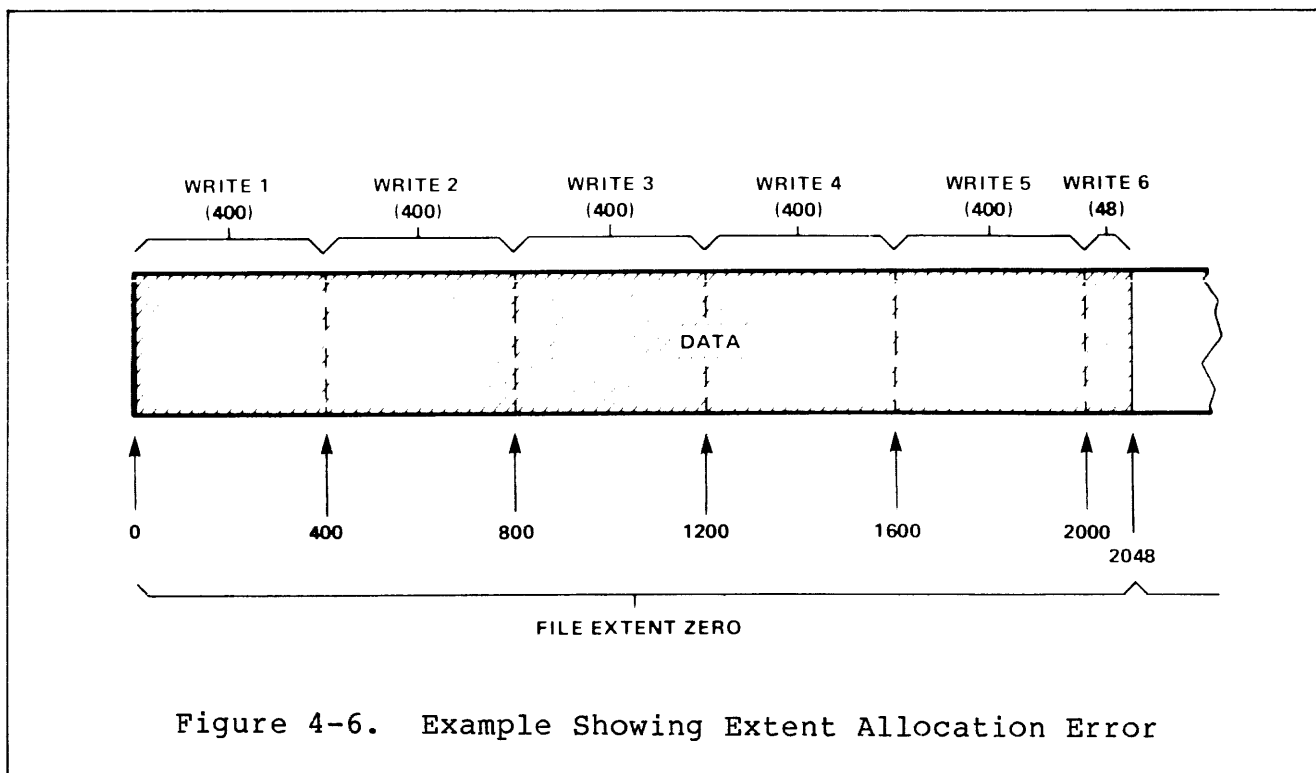 WRITE 1 WRITE 2 WRITE 3 WRITE 4 WRITE 5 WRITE 6
(400) (400) (400) (400) (400) (48)
DATA
0 400 800 1200 1600 2000
2048
FILE EXTENT ZERO
Figure 4-6. Example Showing Extent Allocation Error